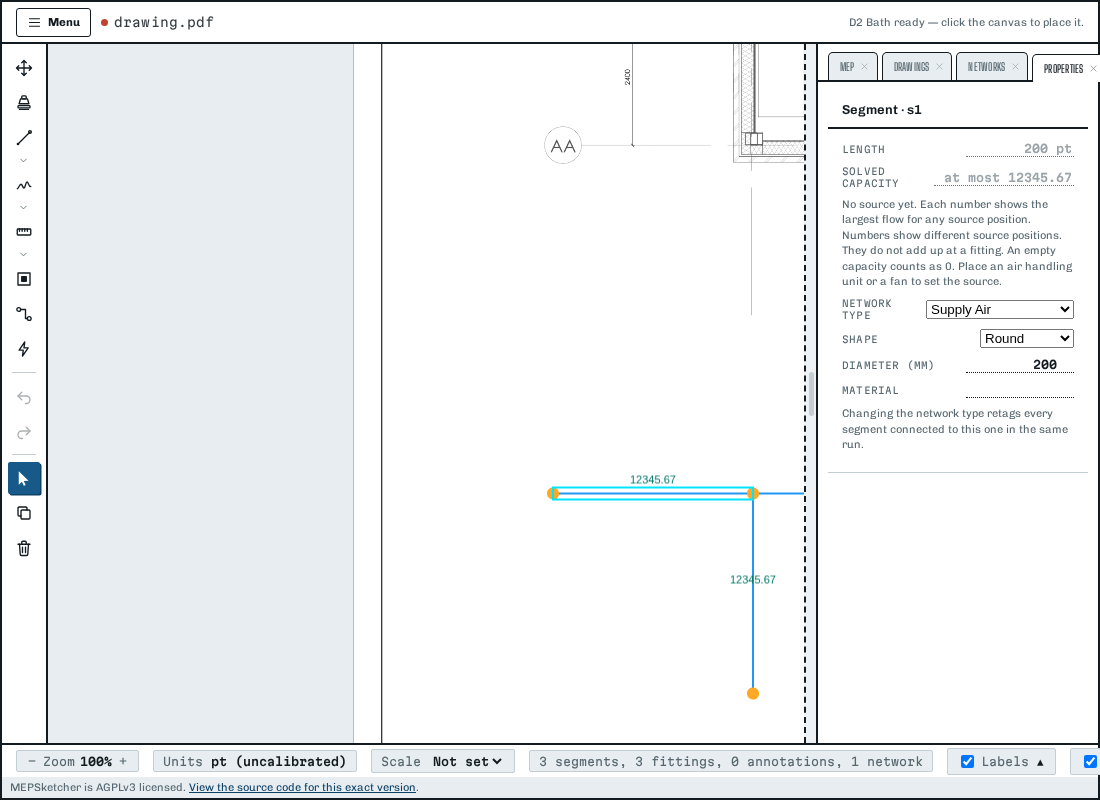 Menu
drawing.pdf
D2 Bath ready — click the canvas to place it.
MEP ×
DRAWINGS ×
NETWORKS ×
PROPERTIES ×
2400
AA
Segment · s1
LENGTH
200 pt
SOLVED
CAPACITY
at most 12345.67
No source yet. Each number shows the
largest flow for any source position.
Numbers show different source positions.
They do not add up at a fitting. An empty
capacity counts as 0. Place an air handling
unit or a fan to set the source.
NETWORK
TYPE
Supply Air
SHAPE
Round
DIAMETER (MM)
200
MATERIAL
Changing the network type retags every
segment connected to this one in the same
run.
12345.67
12345.67
− Zoom 100% +
Units pt (uncalibrated)
Scale Not set
3 segments, 3 fittings, 0 annotations, 1 network
Labels ▲
MEPSketcher is AGPLv3 licensed. View the source code for this exact version.